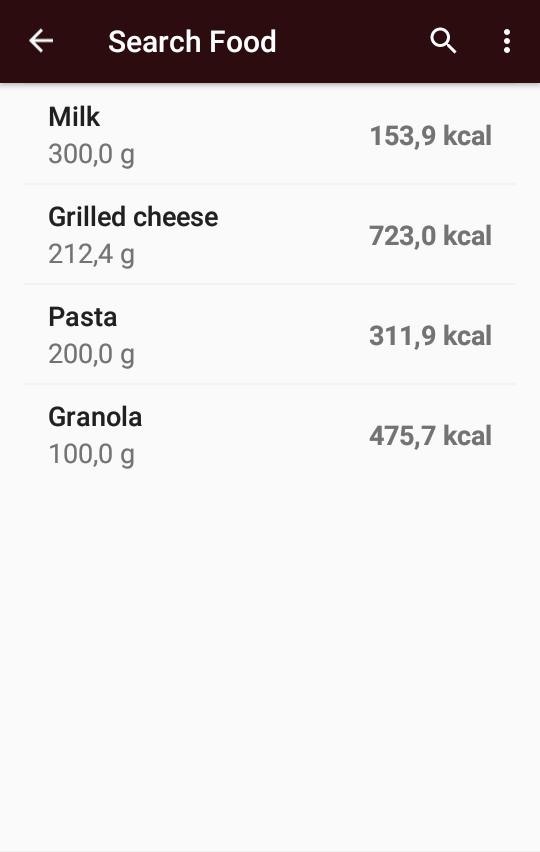 Search Food
Milk
300,0 g
153,9 kcal
Grilled cheese
212,4 g
723,0 kcal
Pasta
200,0 g
311,9 kcal
Granola
100,0 g
475,7 kcal